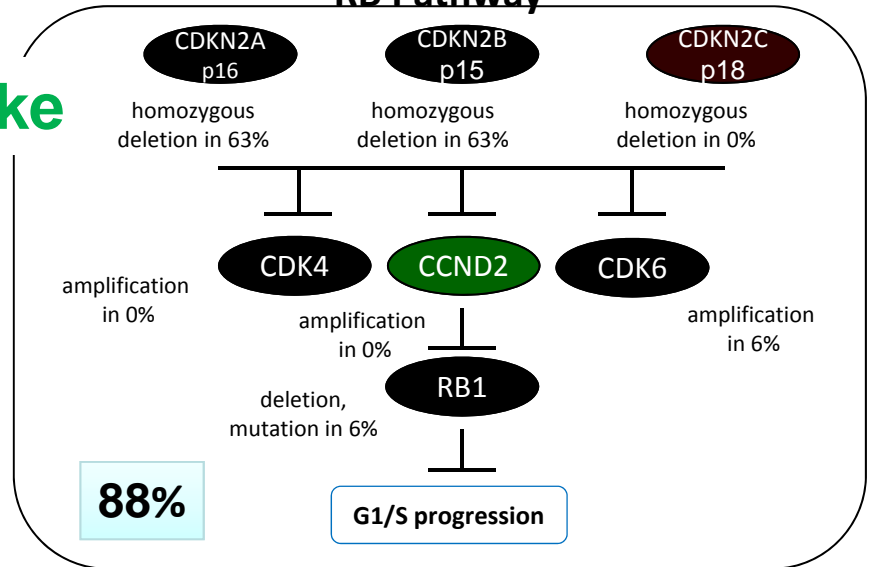 RB Pathway
CDKN2A
p16
CDKN2B
p15
CDKN2C
p18
ke
homozygous
deletion in 63%
homozygous
deletion in 63%
homozygous
deletion in 0%
CDK4
CCND2
CDK6
amplification
in 0%
amplification
in 0%
amplification
in 6%
RB1
deletion,
mutation in 6%
88%
G1/S progression